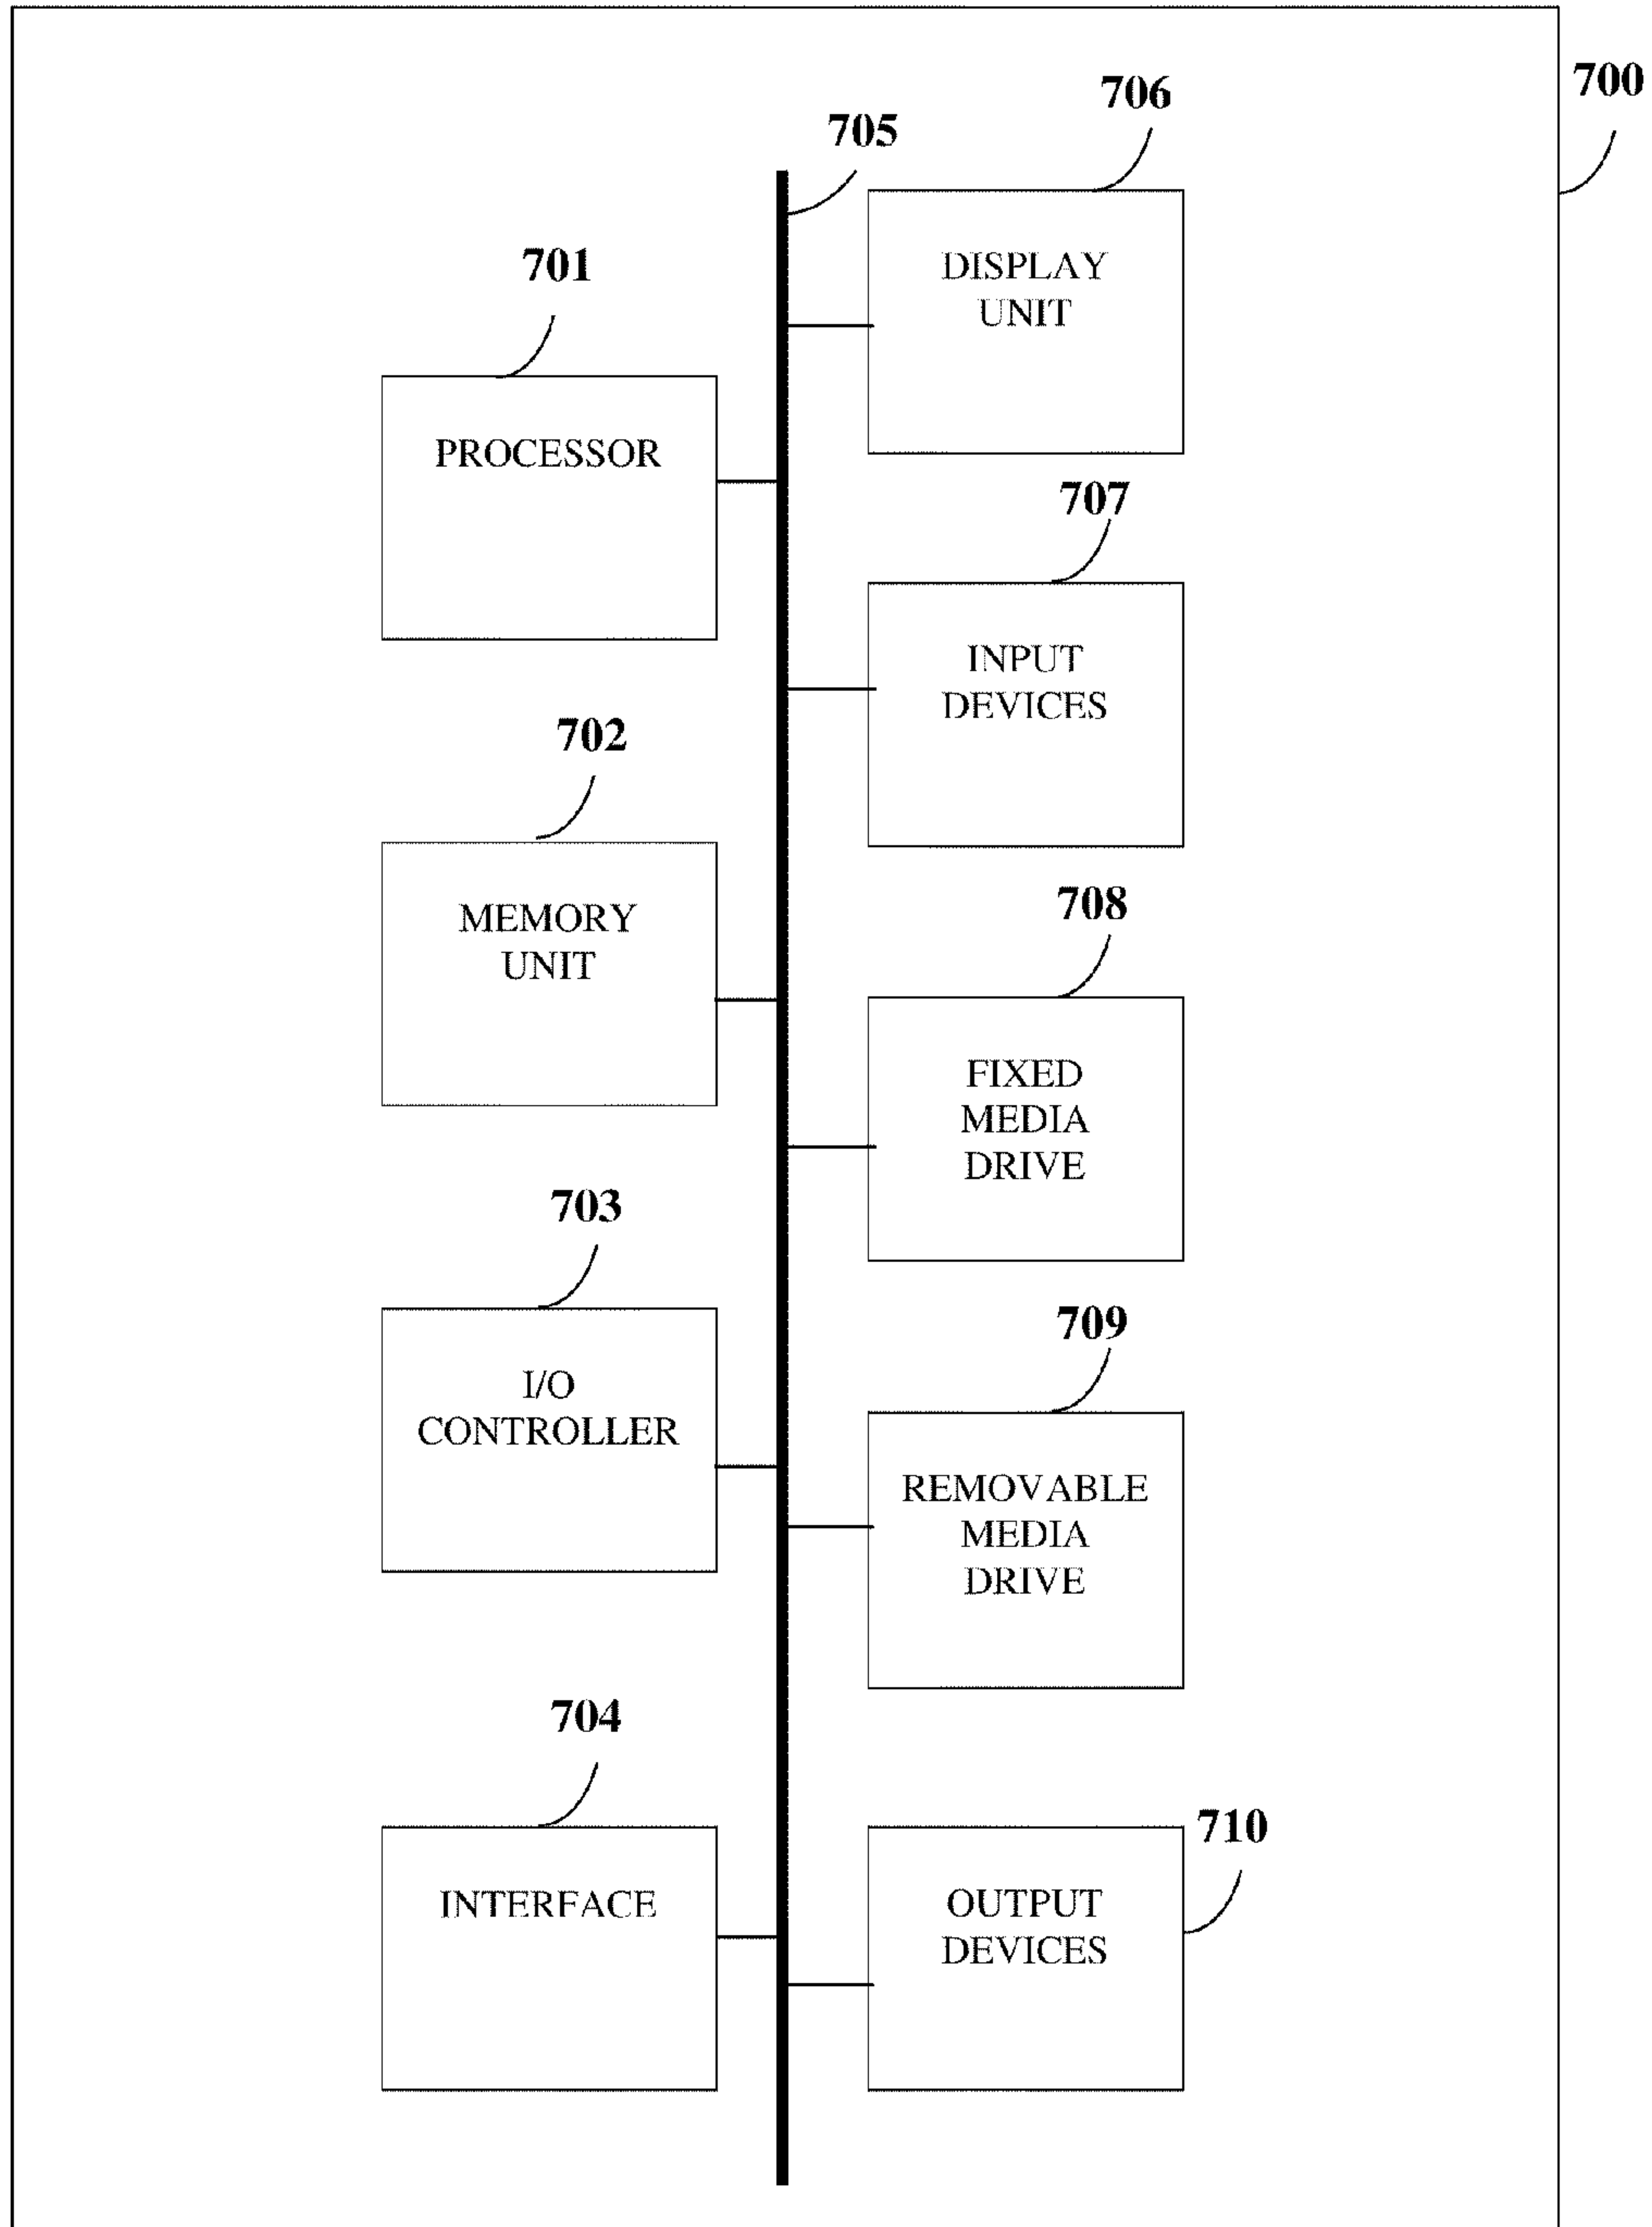 700
706
705
DISPLAY
UNIT
701
PROCESSOR
707
INPUT
DEVICES
702
MEMORY
UNIT
708
FIXED
MEDIA
DRIVE
703
I/O
CONTROLLER
709
REMOVABLE
MEDIA
DRIVE
704
INTERFACE
710
OUTPUT
DEVICES